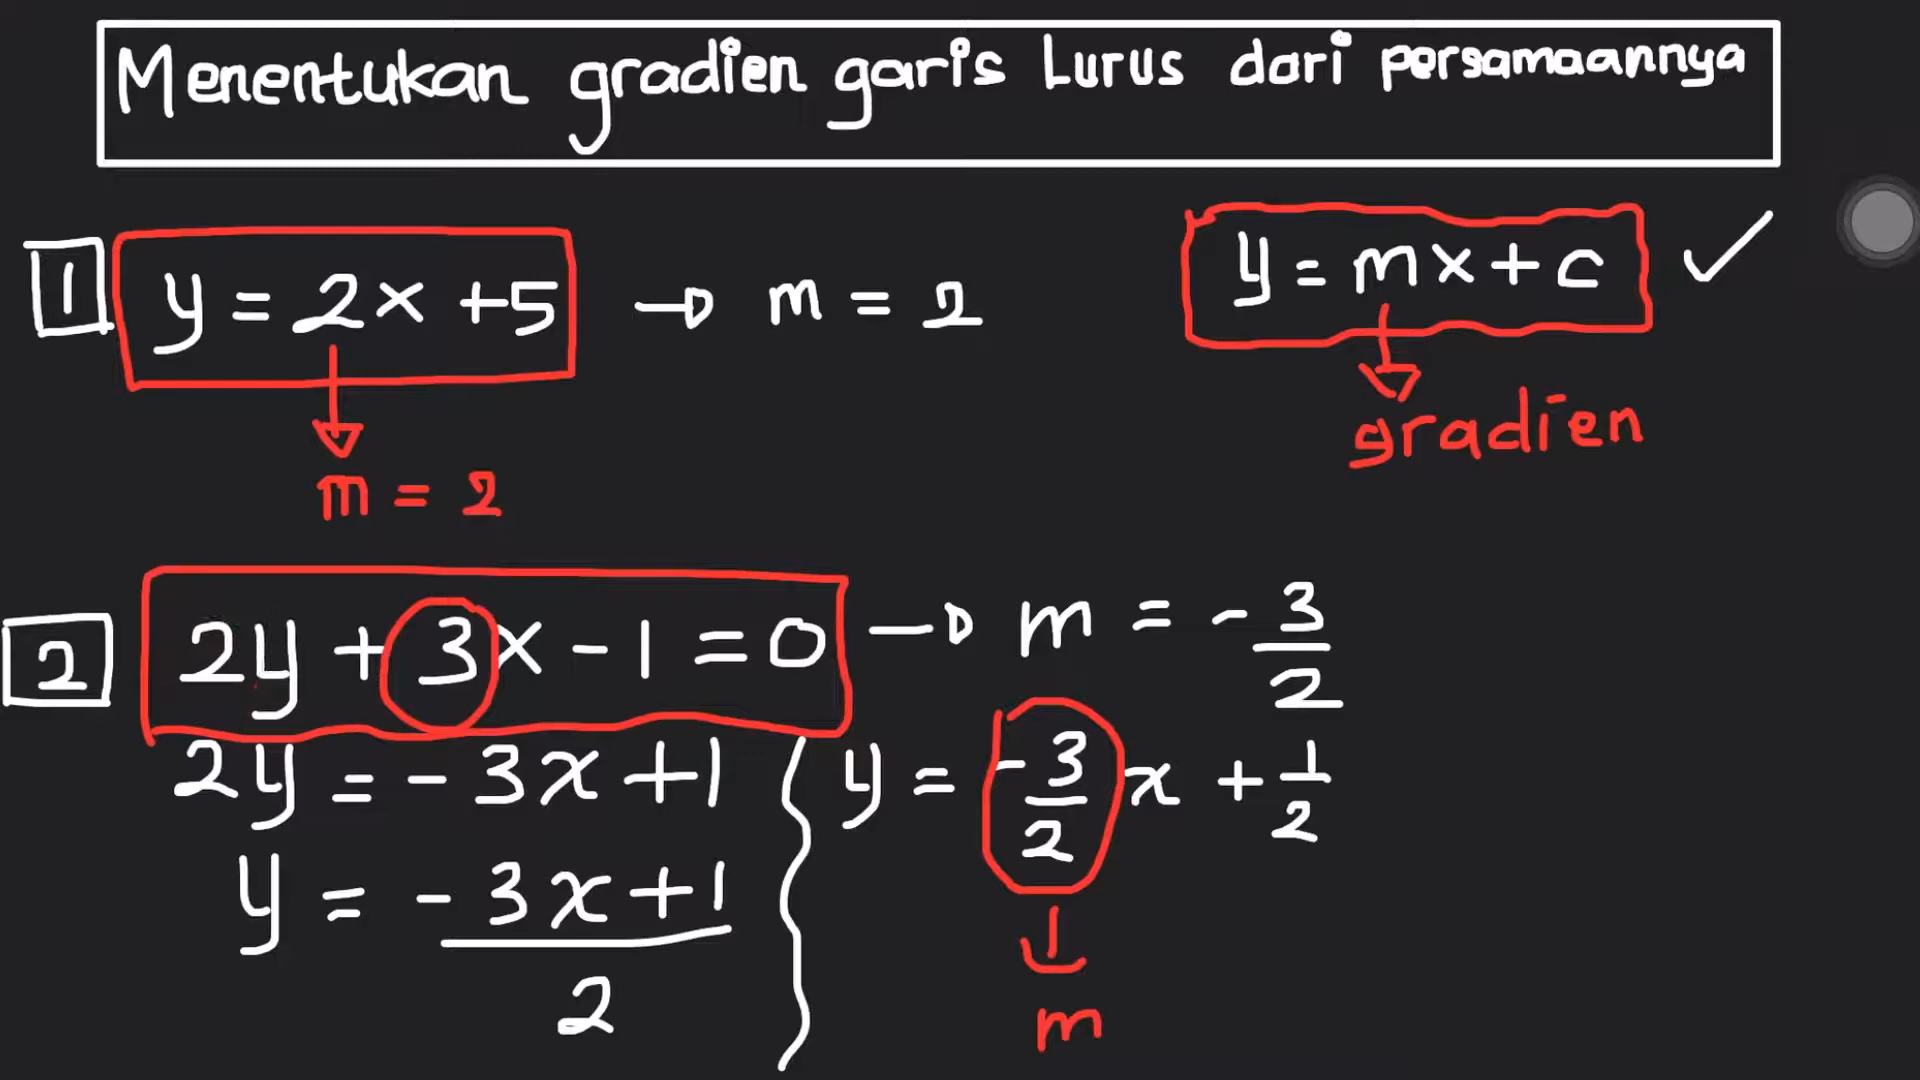 Menentukan gradien garis Lurus dari persamaannya
1 y = 2x +5 → m = 2
y = mx + c ✓
gradien
m = 2
2 2y + 3x - 1 = 0 → m = - 3/2
2y = - 3x + 1
y = - 3/2 x + 1/2
y = - 3x + 1
2
m